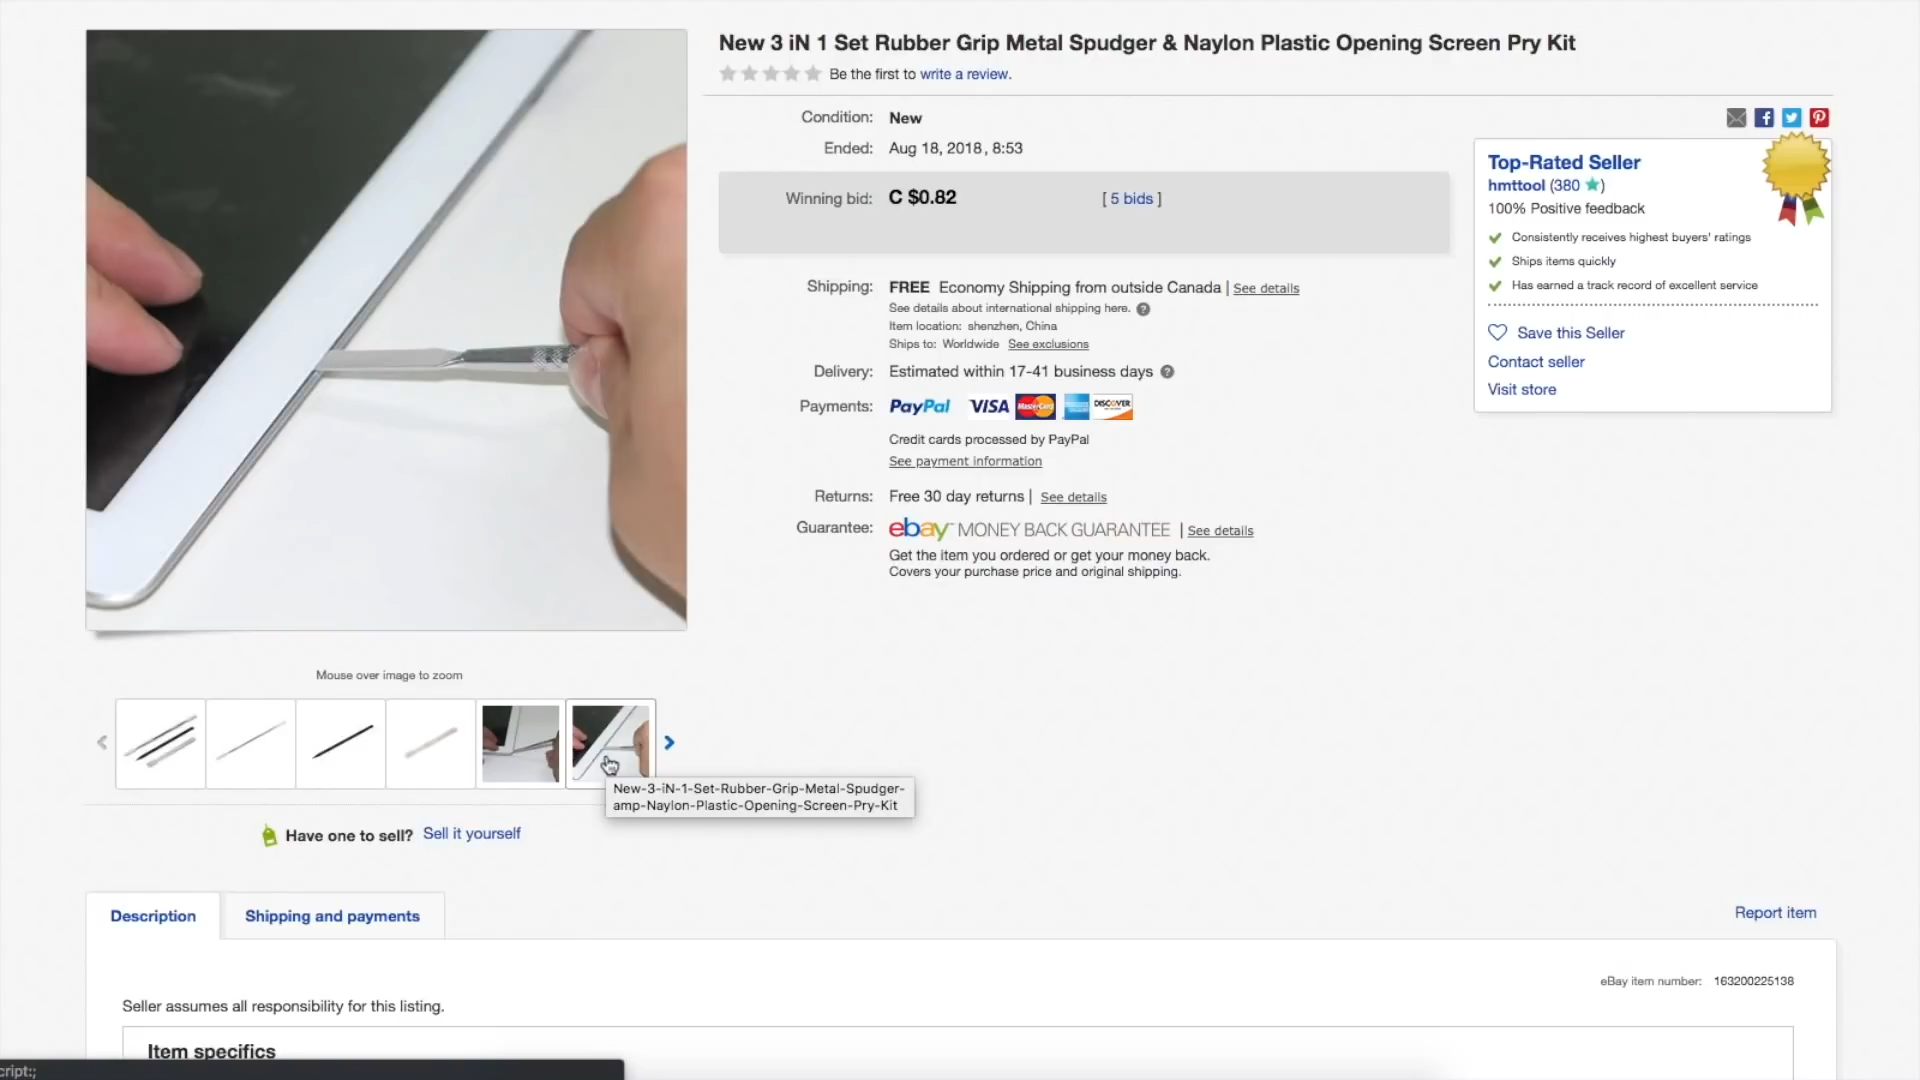 New 3 iN 1 Set Rubber Grip Metal Spudger & Naylon Plastic Opening Screen Pry Kit
Be the first to write a review.
Condition: New
Ended: Aug 18, 2018 , 8:53
Winning bid: C $0.82 [ 5 bids ]
Shipping: FREE Economy Shipping from outside Canada | See details
See details about international shipping here. ?
Item location: shenzhen, China
Ships to: Worldwide See exclusions
Delivery: Estimated within 17-41 business days ?
Payments: PayPal VISA MasterCard DISCOVER
Credit cards processed by PayPal
See payment information
Returns: Free 30 day returns | See details
Guarantee: ebay MONEY BACK GUARANTEE | See details
Get the item you ordered or get your money back.
Covers your purchase price and original shipping.
Top-Rated Seller
hmttool (380 )
100% Positive feedback
Consistently receives highest buyers' ratings
Ships items quickly
Has earned a track record of excellent service
Save this Seller
Contact seller
Visit store
Mouse over image to zoom
New-3-iN-1-Set-Rubber-Grip-Metal-Spudger-
amp-Naylon-Plastic-Opening-Screen-Pry-Kit
Have one to sell? Sell it yourself
Description Shipping and payments
Report item
eBay item number: 163200225138
Seller assumes all responsibility for this listing.
Item specifics
cript:;